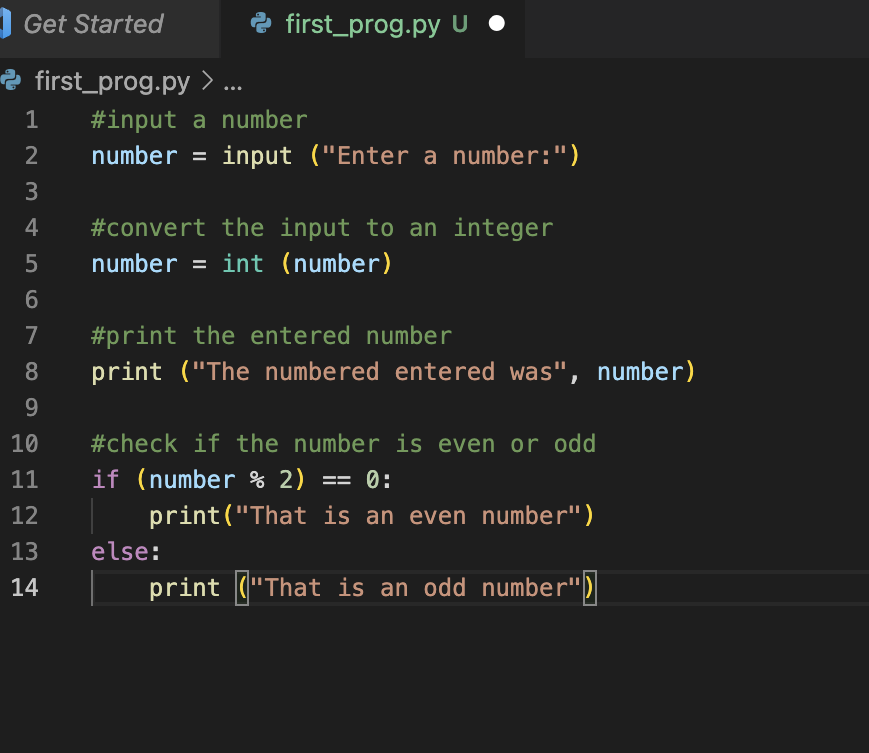 Get Started
first_prog.py U
first_prog.py > ...
1 #input a number
2 number = input ("Enter a number:")
3
4 #convert the input to an integer
5 number = int (number)
6
7 #print the entered number
8 print ("The numbered entered was", number)
9
10 #check if the number is even or odd
11 if (number % 2) == 0:
12     print("That is an even number")
13 else:
14     print ("That is an odd number")